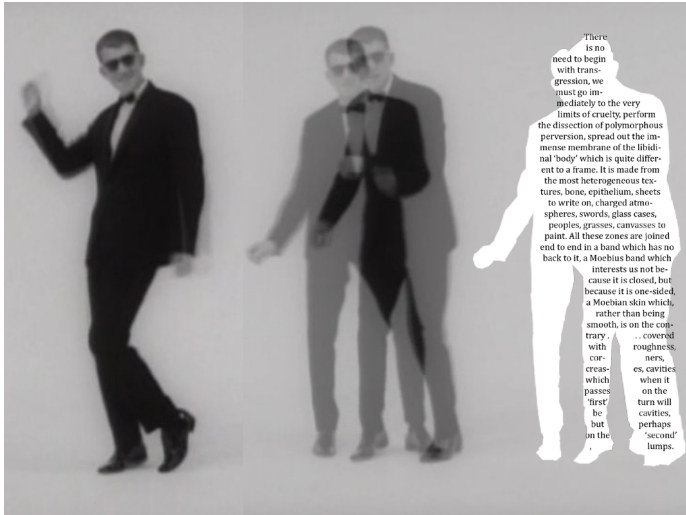 There
is no
need to begin
with trans-
gression, we
must go im-
mediately to the very
limits of cruelty, perform
the dissection of polymorphous
perversion, spread out the im-
mense membrane of the libidi-
nal ‘body’ which is quite differ-
ent to a frame. It is made from
the most heterogeneous tex-
tures, bone, epithelium, sheets
to write on, charged atmo-
spheres, swords, glass cases,
peoples, grasses, canvasses to
paint. All these zones are joined
end to end in a band which has no
back to it, a Moebius band which
interests us not be-
cause it is closed, but
because it is one-sided,
a Moebian skin which,
rather than being
smooth, is on the con-
trary . . . covered
with roughness,
cor- ners,
creas- es, cavities
which when it
passes on the
‘first’ turn will
be cavities,
but perhaps
on the ‘second’
, lumps.